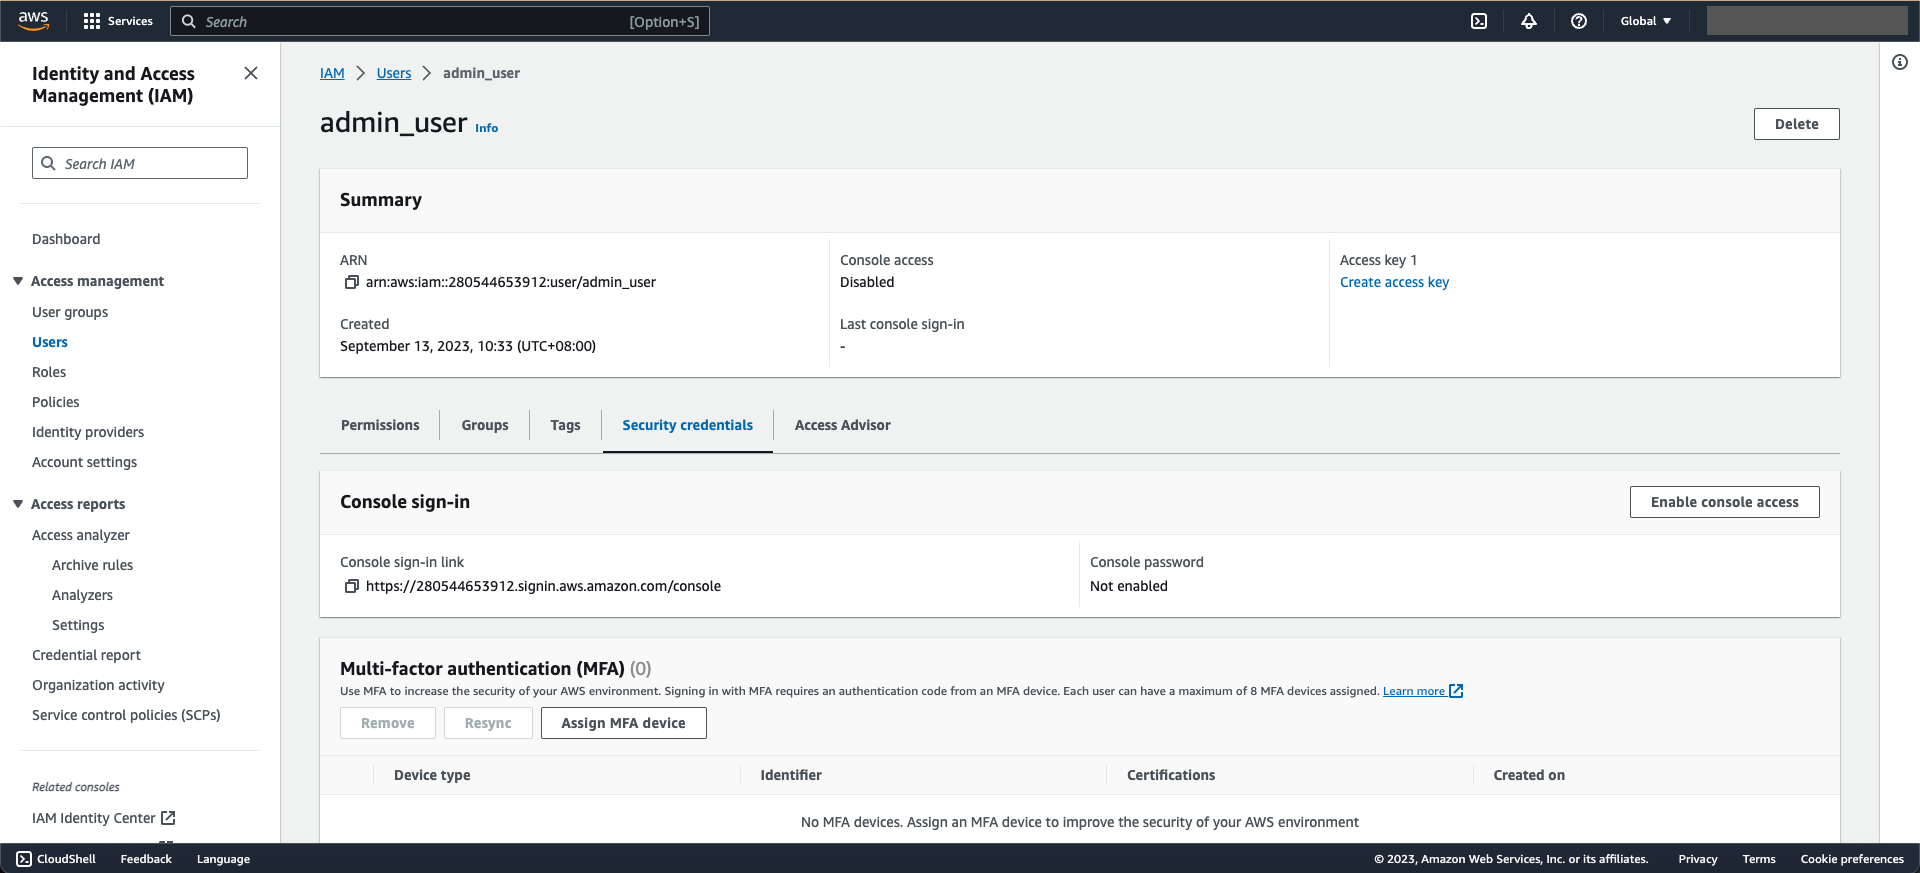 aws
Services
Search
[Option+S]
Global
Identity and Access
Management (IAM)
Search IAM
Dashboard
Access management
User groups
Users
Roles
Policies
Identity providers
Account settings
Access reports
Access analyzer
Archive rules
Analyzers
Settings
Credential report
Organization activity
Service control policies (SCPs)
Related consoles
IAM Identity Center
IAM
Users
admin_user
admin_user Info
Delete
Summary
ARN
arn:aws:iam::280544653912:user/admin_user
Created
September 13, 2023, 10:33 (UTC+08:00)
Console access
Disabled
Last console sign-in
-
Access key 1
Create access key
Permissions
Groups
Tags
Security credentials
Access Advisor
Console sign-in
Enable console access
Console sign-in link
https://280544653912.signin.aws.amazon.com/console
Console password
Not enabled
Multi-factor authentication (MFA) (0)
Use MFA to increase the security of your AWS environment. Signing in with MFA requires an authentication code from an MFA device. Each user can have a maximum of 8 MFA devices assigned. Learn more
Remove
Resync
Assign MFA device
Device type
Identifier
Certifications
Created on
No MFA devices. Assign an MFA device to improve the security of your AWS environment
CloudShell
Feedback
Language
© 2023, Amazon Web Services, Inc. or its affiliates.
Privacy
Terms
Cookie preferences